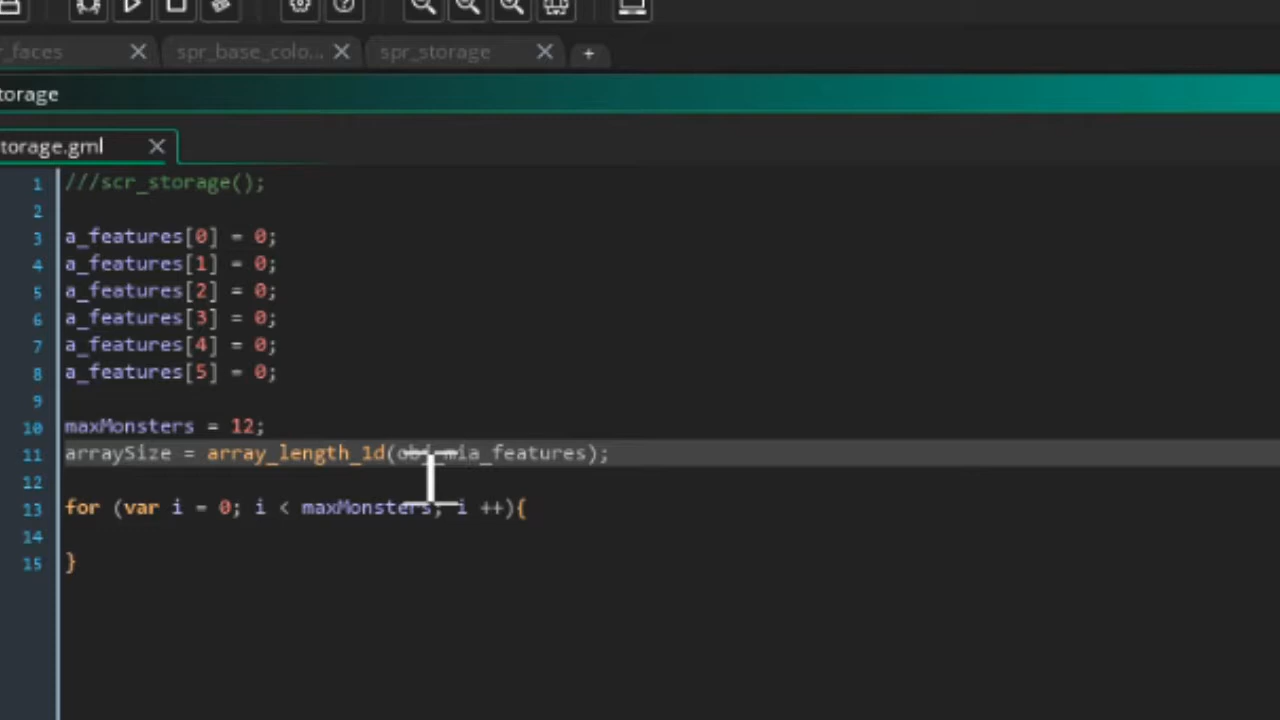 r_faces
spr_base_colo...
spr_storage
+
torage
torage.gml
1 ///scr_storage();
2
3 a_features[0] = 0;
4 a_features[1] = 0;
5 a_features[2] = 0;
6 a_features[3] = 0;
7 a_features[4] = 0;
8 a_features[5] = 0;
9
10 maxMonsters = 12;
11 arraySize = array_length_1d(obj_mia_features);
12
13 for (var i = 0; i < maxMonsters; i ++){
14
15 }